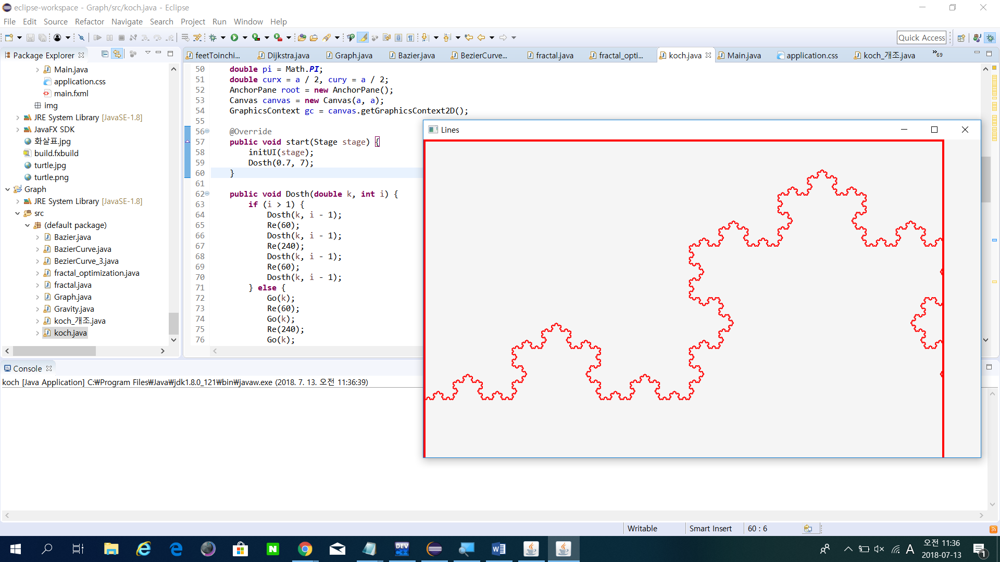 eclipse-workspace - Graph/src/koch.java - Eclipse
File Edit Source Refactor Navigate Search Project Run Window Help
Quick Access
Package Explorer
Main.java
application.css
main.fxml
img
JRE System Library [JavaSE-1.8]
JavaFX SDK
화살표.jpg
build.fxbuild
turtle.jpg
turtle.png
Graph
JRE System Library [JavaSE-1.8]
src
(default package)
Bazier.java
BazierCurve.java
BezierCurve_3.java
fractal_optimization.java
fractal.java
Graph.java
Gravity.java
koch_개조.java
koch.java
feetToinchi... Dijkstra.java Graph.java Bazier.java BezierCurve... fractal.java fractal_opti... koch.java Main.java application.css koch_개조.java »69
50 double pi = Math.PI;
51 double curx = a / 2, cury = a / 2;
52 AnchorPane root = new AnchorPane();
53 Canvas canvas = new Canvas(a, a);
54 GraphicsContext gc = canvas.getGraphicsContext2D();
55
56 @Override
57 public void start(Stage stage) {
58 initUI(stage);
59 Dosth(0.7, 7);
60 }
61
62 public void Dosth(double k, int i) {
63 if (i > 1) {
64 Dosth(k, i - 1);
65 Re(60);
66 Dosth(k, i - 1);
67 Re(240);
68 Dosth(k, i - 1);
69 Re(60);
70 Dosth(k, i - 1);
71 } else {
72 Go(k);
73 Re(60);
74 Go(k);
75 Re(240);
76 Go(k);
Lines
Console
koch [Java Application] C:₩Program Files₩Java₩jdk1.8.0_121₩bin₩javaw.exe (2018. 7. 13. 오전 11:36:39)
Writable Smart Insert 60 : 6
N
DEV
C++
A
오전 11:36
2018-07-13
1